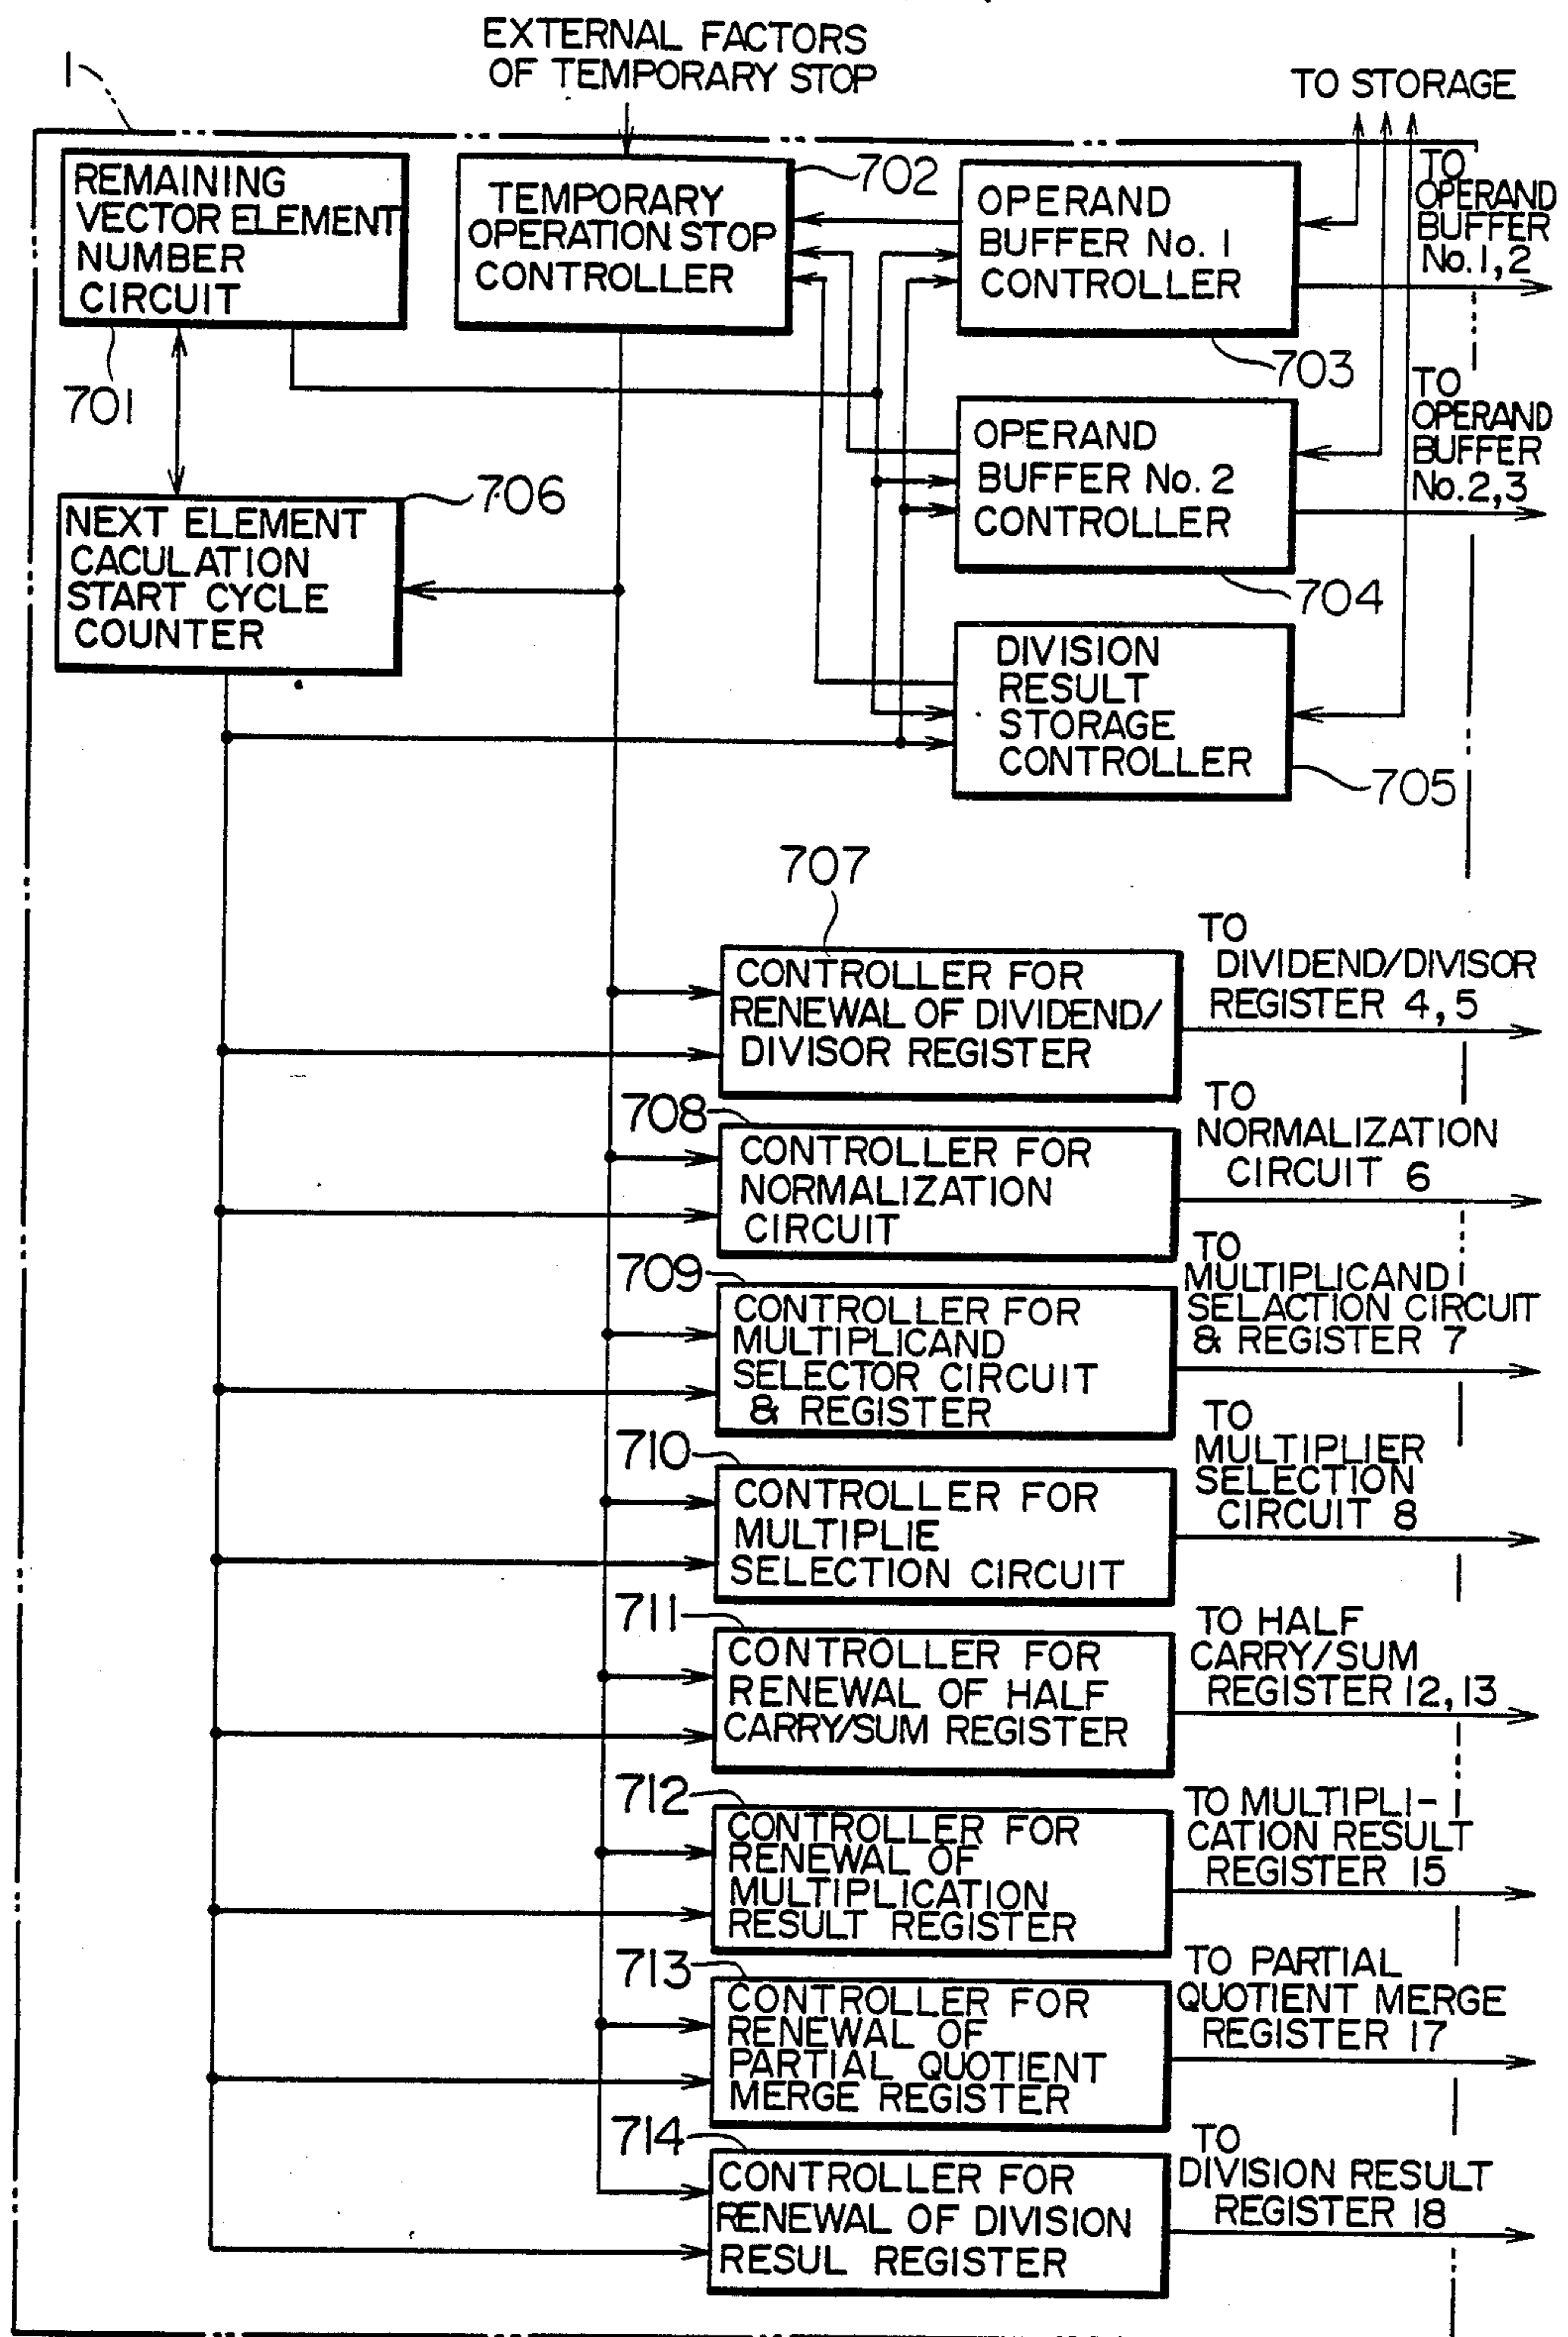 EXTERNAL FACTORS
OF TEMPORARY STOP
1
TO STORAGE
REMAINING
VECTOR ELEMENT
NUMBER
CIRCUIT
701
TEMPORARY
OPERATION STOP
CONTROLLER
702
OPERAND
BUFFER No. 1
CONTROLLER
703
TO
OPERAND
BUFFER
No. 1, 2
OPERAND
BUFFER No. 2
CONTROLLER
704
TO
OPERAND
BUFFER
No. 2, 3
706
NEXT ELEMENT
CACULATION
START CYCLE
COUNTER
DIVISION
RESULT
STORAGE
CONTROLLER
705
707
CONTROLLER FOR
RENEWAL OF DIVIDEND/
DIVISOR REGISTER
TO
DIVIDEND/DIVISOR
REGISTER 4, 5
708
CONTROLLER FOR
NORMALIZATION
CIRCUIT
TO
NORMALIZATION
CIRCUIT 6
709
CONTROLLER FOR
MULTIPLICAND
SELECTOR CIRCUIT
& REGISTER
TO
MULTIPLICAND
SELACTION CIRCUIT
& REGISTER 7
710
CONTROLLER FOR
MULTIPLIE
SELECTION CIRCUIT
TO
MULTIPLIER
SELECTION
CIRCUIT 8
711
CONTROLLER FOR
RENEWAL OF HALF
CARRY/SUM REGISTER
TO HALF
CARRY/SUM
REGISTER 12, 13
712
CONTROLLER FOR
RENEWAL OF
MULTIPLICATION
RESULT REGISTER
TO MULTIPLI-
CATION RESULT
REGISTER 15
713
CONTROLLER FOR
RENEWAL OF
PARTIAL QUOTIENT
MERGE REGISTER
TO PARTIAL
QUOTIENT MERGE
REGISTER 17
714
CONTROLLER FOR
RENEWAL OF DIVISION
RESUL REGISTER
TO
DIVISION RESULT
REGISTER 18